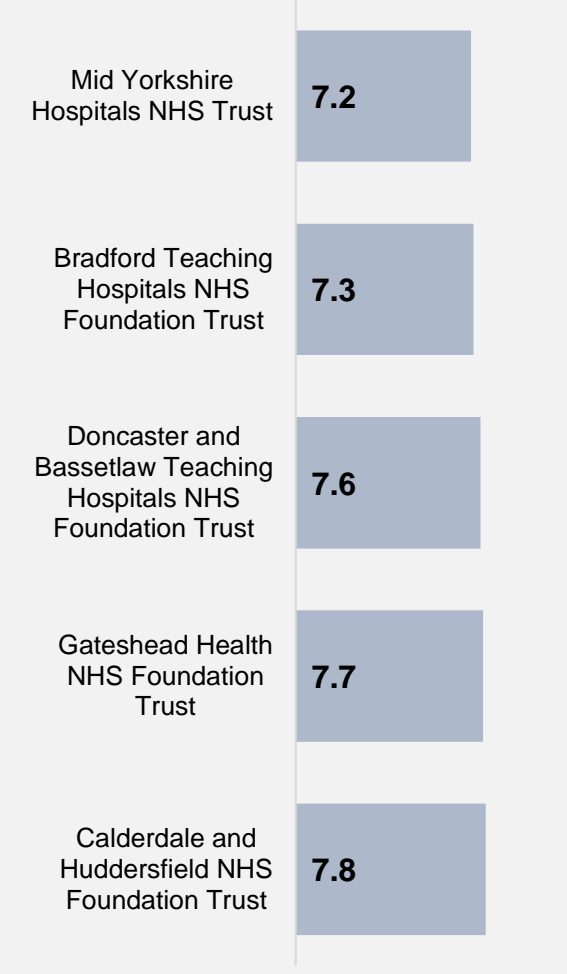 Mid Yorkshire
Hospitals NHS Trust
7.2
Bradford Teaching
Hospitals NHS
Foundation Trust
7.3
Doncaster and
Bassetlaw Teaching
Hospitals NHS
Foundation Trust
7.6
Gateshead Health
NHS Foundation
Trust
7.7
Calderdale and
Huddersfield NHS
Foundation Trust
7.8